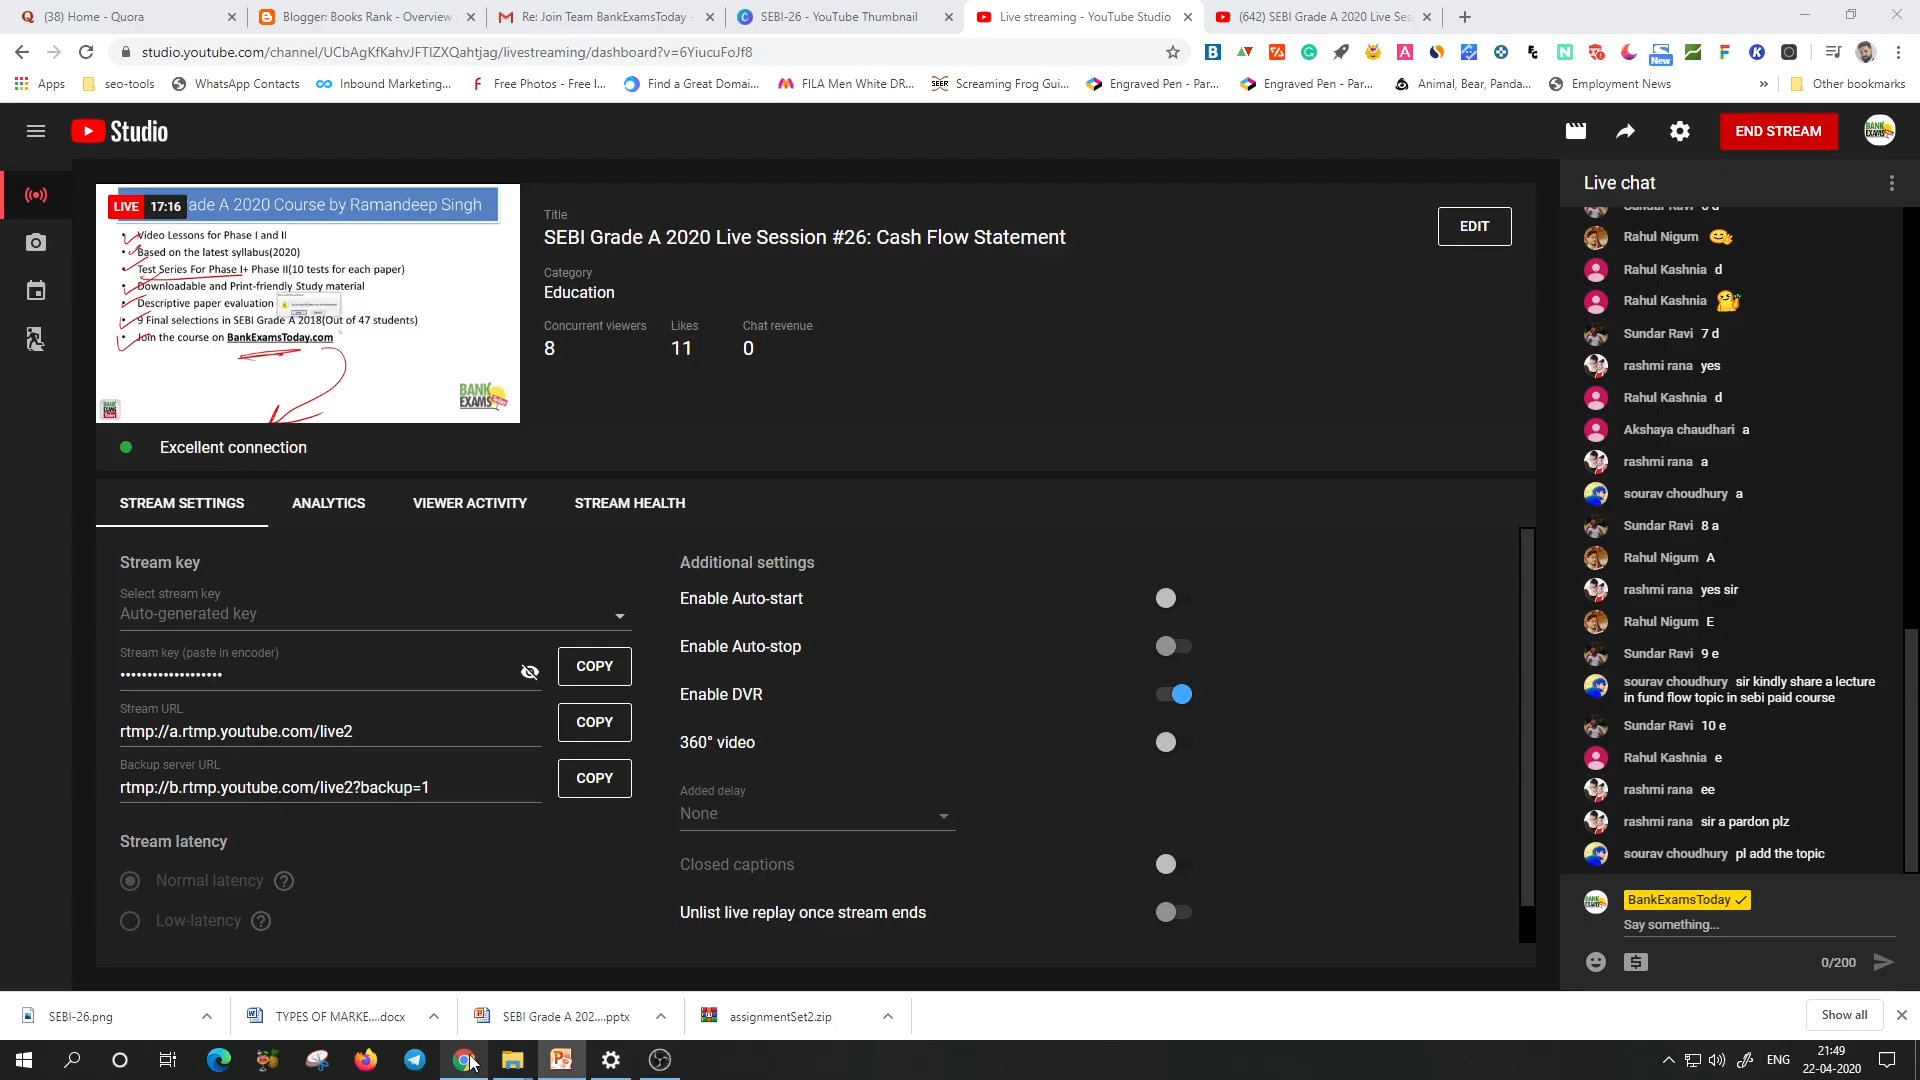 (38) Home - Quora
Blogger: Books Rank - Overview
Re: Join Team BankExamsToday
SEBI-26 - YouTube Thumbnail
Live streaming - YouTube Studio
(642) SEBI Grade A 2020 Live Ses
studio.youtube.com/channel/UCbAgKfKahvJFTIZXQahtjag/livestreaming/dashboard?v=6YiucuFoJf8
New
Apps
seo-tools
WhatsApp Contacts
Inbound Marketing...
Free Photos - Free I...
Find a Great Domai...
FILA Men White DR...
SEER
Screaming Frog Gui...
Engraved Pen - Par...
Engraved Pen - Par...
Animal, Bear, Panda...
Employment News
»
Other bookmarks
Studio
END STREAM
LIVE 17:16
ade A 2020 Course by Ramandeep Singh
• Video Lessons for Phase I and II
• Based on the latest syllabus(2020)
• Test Series For Phase I+ Phase II(10 tests for each paper)
• Downloadable and Print-friendly Study material
• Descriptive paper evaluation
• 9 Final selections in SEBI Grade A 2018(Out of 47 students)
• Join the course on BankExamsToday.com
BANK
EXAMS
Title
SEBI Grade A 2020 Live Session #26: Cash Flow Statement
EDIT
Category
Education
Concurrent viewers
8
Likes
11
Chat revenue
0
Excellent connection
STREAM SETTINGS
ANALYTICS
VIEWER ACTIVITY
STREAM HEALTH
Stream key
Select stream key
Auto-generated key
Stream key (paste in encoder)
•••••••••••••••••••
COPY
Stream URL
rtmp://a.rtmp.youtube.com/live2
COPY
Backup server URL
rtmp://b.rtmp.youtube.com/live2?backup=1
COPY
Stream latency
Normal latency
Low-latency
Additional settings
Enable Auto-start
Enable Auto-stop
Enable DVR
360° video
Added delay
None
Closed captions
Unlist live replay once stream ends
Live chat
Sundar Ravi 6 d
Rahul Nigum
Rahul Kashnia d
Rahul Kashnia
Sundar Ravi 7 d
rashmi rana yes
Rahul Kashnia d
Akshaya chaudhari a
rashmi rana a
sourav choudhury a
Sundar Ravi 8 a
Rahul Nigum A
rashmi rana yes sir
Rahul Nigum E
Sundar Ravi 9 e
sourav choudhury sir kindly share a lecture
in fund flow topic in sebi paid course
Sundar Ravi 10 e
Rahul Kashnia e
rashmi rana ee
rashmi rana sir a pardon plz
sourav choudhury pl add the topic
BankExamsToday
Say something...
0/200
SEBI-26.png
TYPES OF MARKE....docx
SEBI Grade A 202....pptx
assignmentSet2.zip
Show all
ENG
21:49
22-04-2020